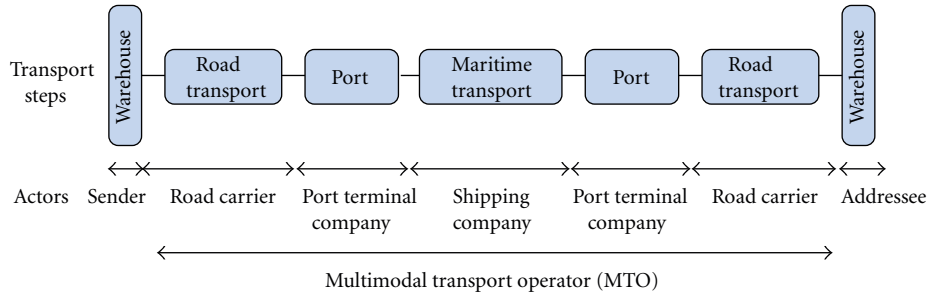 Transport
steps
Warehouse
Road
transport
Port
Maritime
transport
Port
Road
transport
Warehouse
Actors
Sender
Road carrier
Port terminal
company
Shipping
company
Port terminal
company
Road carrier
Addressee
Multimodal transport operator (MTO)